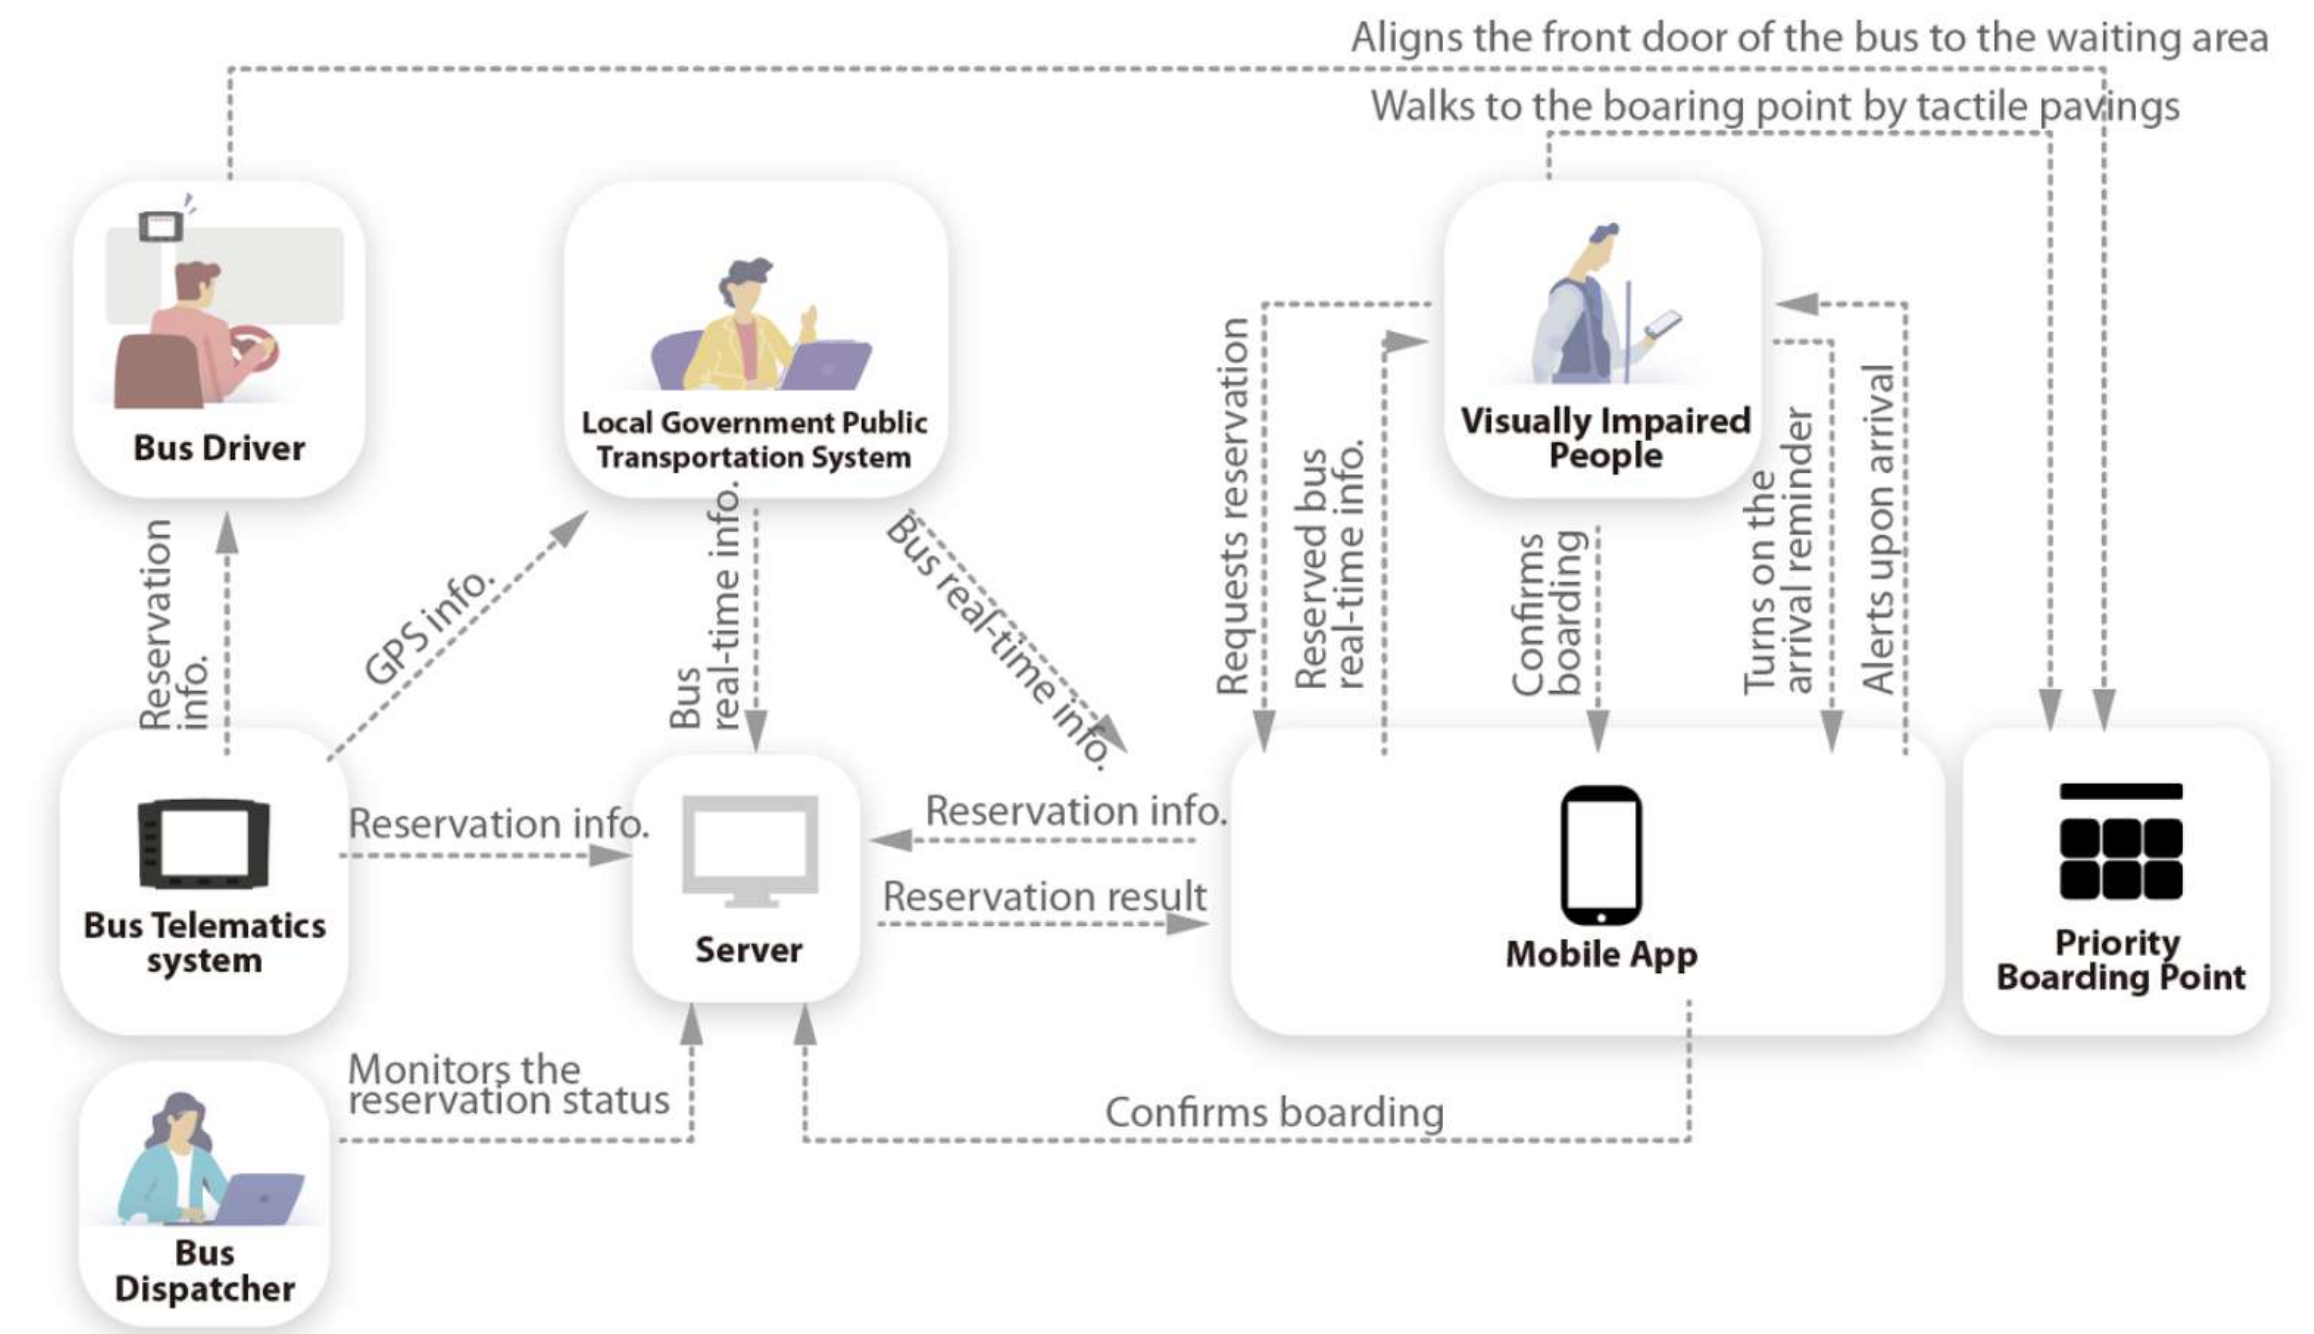 Aligns the front door of the bus to the waiting area
Walks to the boaring point by tactile pavings
Bus Driver
Local Government Public
Transportation System
Visually Impaired
People
Reservation
info.
GPS info.
Bus
real-time info.
Bus real-time info.
Requests reservation
Reserved bus
real-time info.
Confirms
boarding
Turns on the
arrival reminder
Alerts upon arrival
Bus Telematics
system
Reservation info.
Server
Reservation info.
Reservation result
Mobile App
Priority
Boarding Point
Monitors the
reservation status
Confirms boarding
Bus
Dispatcher